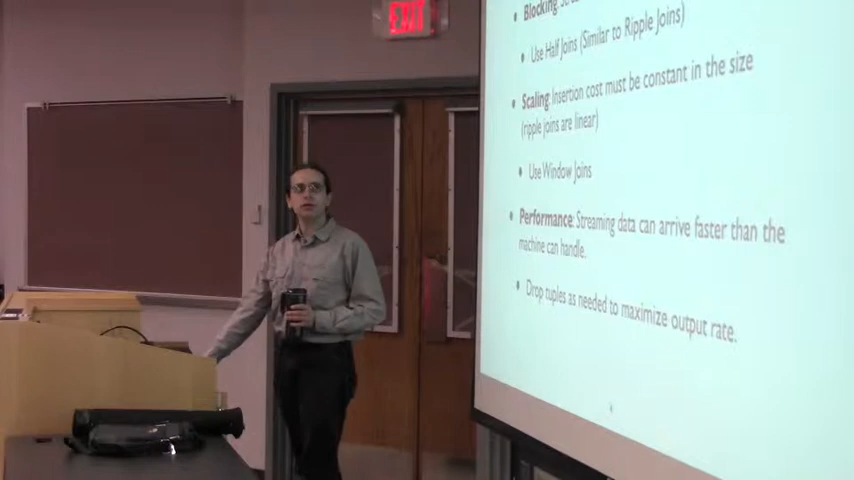 EXIT
• Blocking:
• Use Half Joins (Similar to Ripple Joins)
• Scaling: Insertion cost must be constant in the size
(ripple joins are linear)
• Use Window Joins
• Performance: Streaming data can arrive faster than the
machine can handle.
• Drop tuples as needed to maximize output rate.